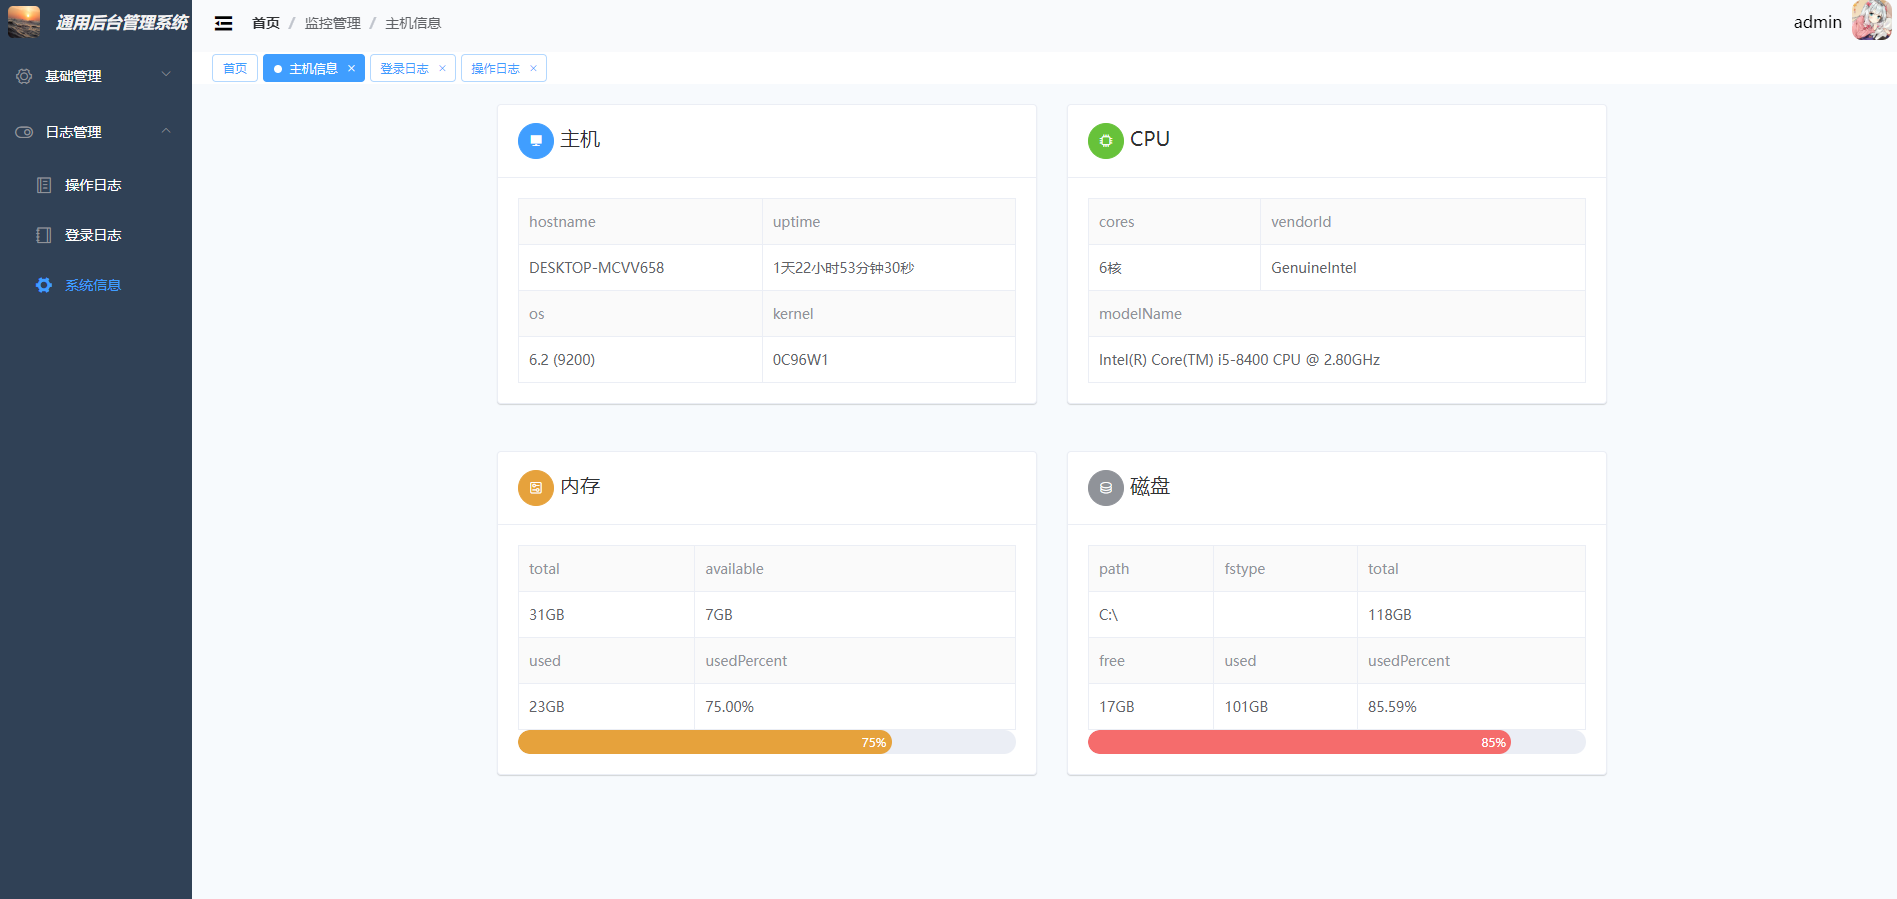 通用后台管理系统
首页 / 监控管理 / 主机信息
admin
首页 主机信息 × 登录日志 × 操作日志 ×
基础管理
日志管理
操作日志
登录日志
系统信息
主机
hostname uptime
DESKTOP-MCVV658 1天22小时53分钟30秒
os kernel
6.2 (9200) 0C96W1
CPU
cores vendorId
6核 GenuineIntel
modelName
Intel(R) Core(TM) i5-8400 CPU @ 2.80GHz
内存
total available
31GB 7GB
used usedPercent
23GB 75.00%
75%
磁盘
path fstype total
C:\ 118GB
free used usedPercent
17GB 101GB 85.59%
85%